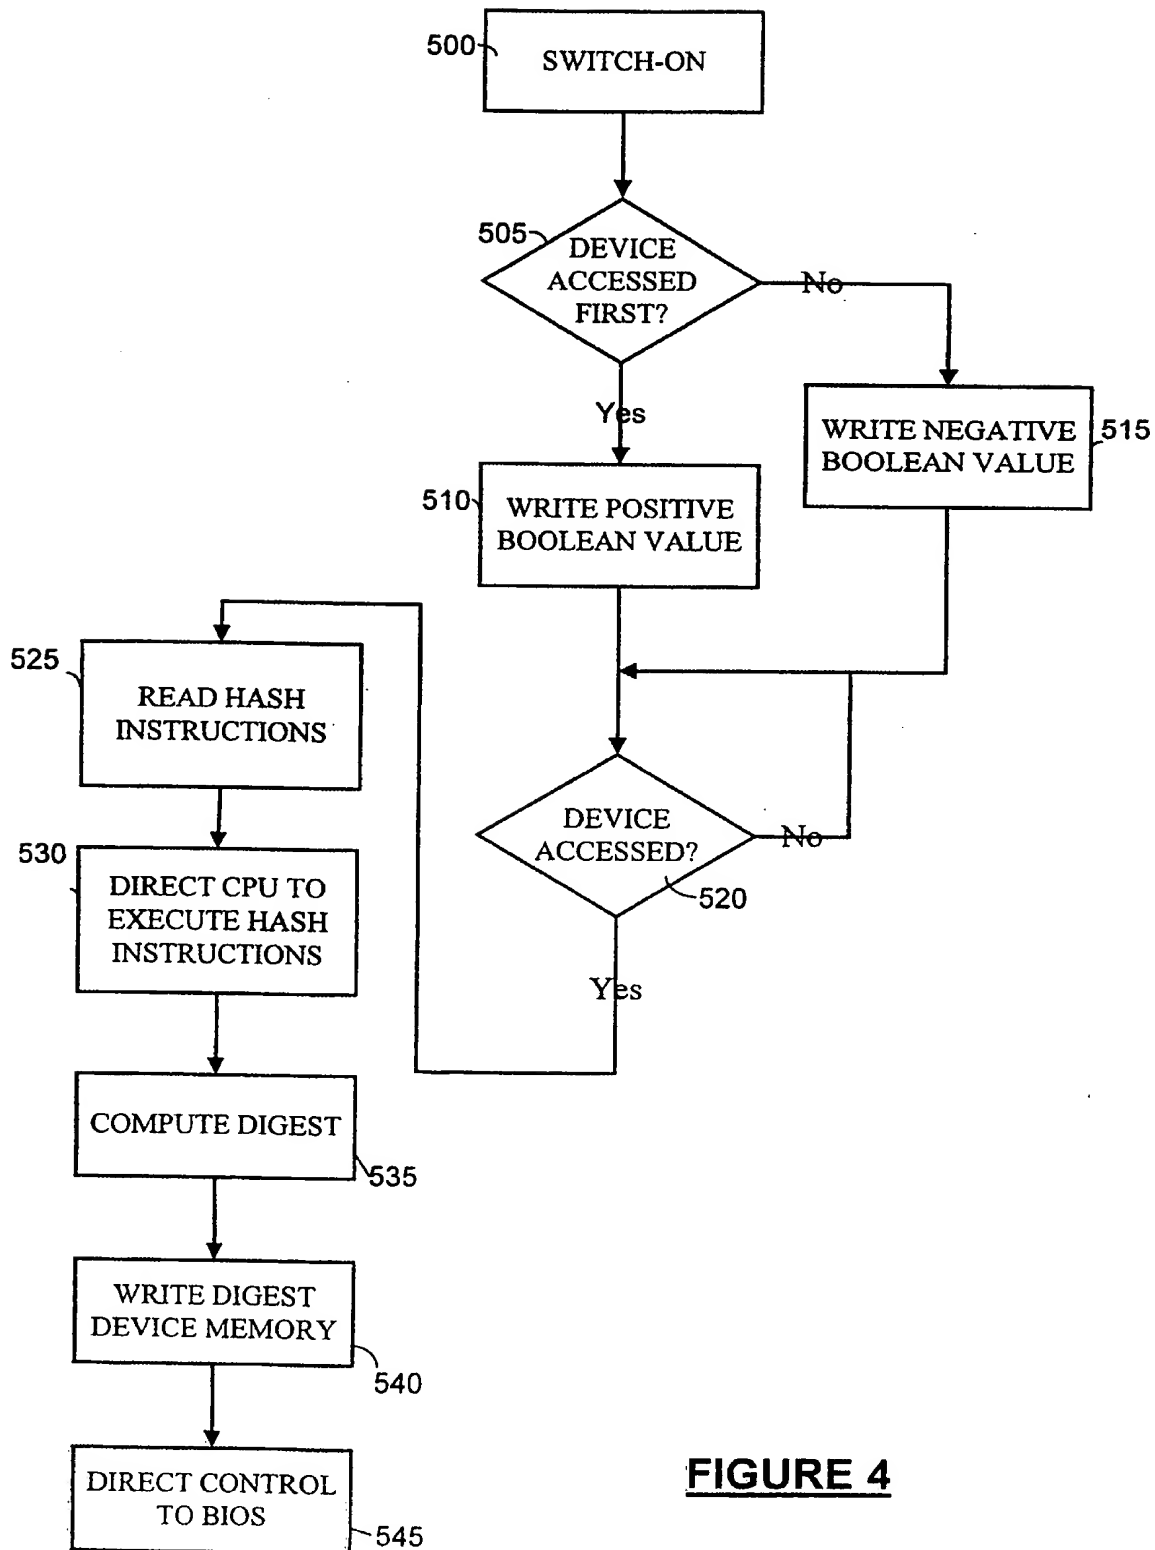 500
SWITCH-ON
505
DEVICE
ACCESSED
FIRST?
No
Yes
WRITE NEGATIVE
BOOLEAN VALUE
515
510
WRITE POSITIVE
BOOLEAN VALUE
525
READ HASH
INSTRUCTIONS
DEVICE
ACCESSED?
No
520
530
DIRECT CPU TO
EXECUTE HASH
INSTRUCTIONS
Yes
COMPUTE DIGEST
535
WRITE DIGEST
DEVICE MEMORY
540
DIRECT CONTROL
TO BIOS
545
FIGURE 4